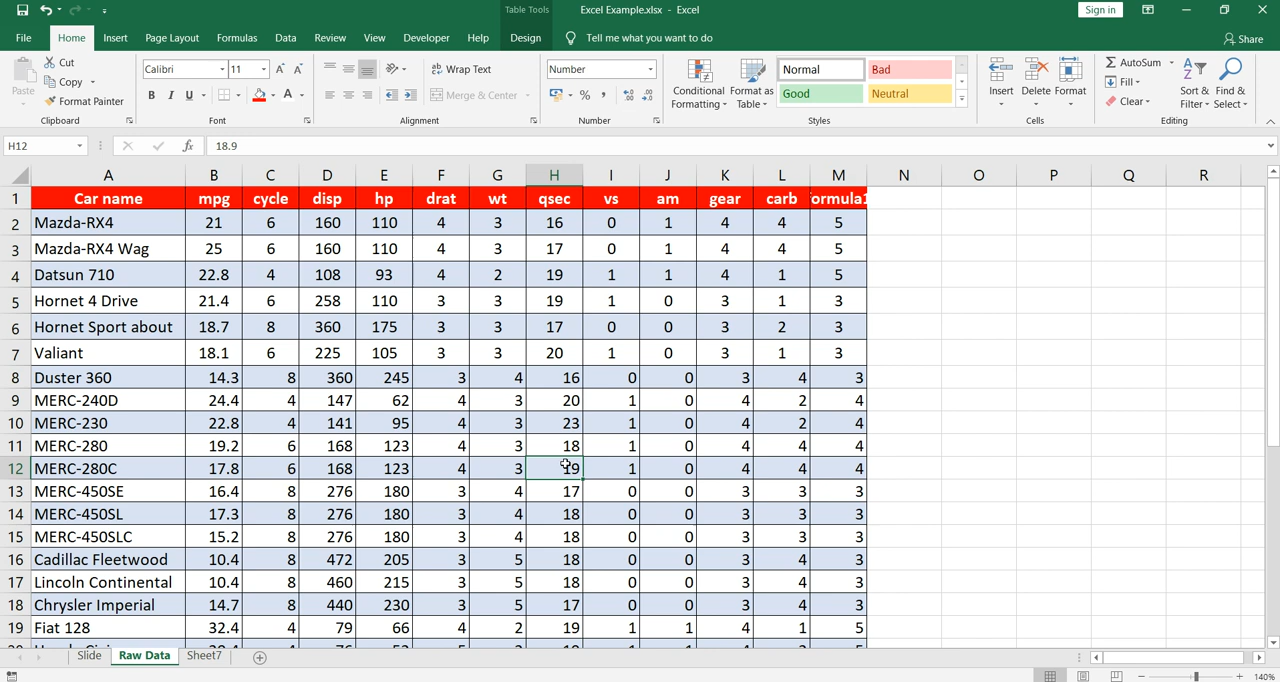 Table Tools
Excel Example.xlsx - Excel
Sign in
File Home Insert Page Layout Formulas Data Review View Developer Help Design Tell me what you want to do Share
Paste
Cut
Copy
Format Painter
Clipboard
Calibri 11
B I U A
Font
Wrap Text
Merge & Center
Alignment
Number
% ,
Number
Conditional Formatting
Format as Table
Normal Bad
Good Neutral
Styles
Insert Delete Format
Cells
AutoSum
Fill
Clear
Sort & Filter
Find & Select
Editing
H12 fx 18.9
A B C D E F G H I J K L M N O P Q R
1 Car name mpg cycle disp hp drat wt qsec vs am gear carb ormula1
2 Mazda-RX4 21 6 160 110 4 3 16 0 1 4 4 5
3 Mazda-RX4 Wag 25 6 160 110 4 3 17 0 1 4 4 5
4 Datsun 710 22.8 4 108 93 4 2 19 1 1 4 1 5
5 Hornet 4 Drive 21.4 6 258 110 3 3 19 1 0 3 1 3
6 Hornet Sport about 18.7 8 360 175 3 3 17 0 0 3 2 3
7 Valiant 18.1 6 225 105 3 3 20 1 0 3 1 3
8 Duster 360 14.3 8 360 245 3 4 16 0 0 3 4 3
9 MERC-240D 24.4 4 147 62 4 3 20 1 0 4 2 4
10 MERC-230 22.8 4 141 95 4 3 23 1 0 4 2 4
11 MERC-280 19.2 6 168 123 4 3 18 1 0 4 4 4
12 MERC-280C 17.8 6 168 123 4 3 19 1 0 4 4 4
13 MERC-450SE 16.4 8 276 180 3 4 17 0 0 3 3 3
14 MERC-450SL 17.3 8 276 180 3 4 18 0 0 3 3 3
15 MERC-450SLC 15.2 8 276 180 3 4 18 0 0 3 3 3
16 Cadillac Fleetwood 10.4 8 472 205 3 5 18 0 0 3 4 3
17 Lincoln Continental 10.4 8 460 215 3 5 18 0 0 3 4 3
18 Chrysler Imperial 14.7 8 440 230 3 5 17 0 0 3 4 3
19 Fiat 128 32.4 4 79 66 4 2 19 1 1 4 1 5
Slide Raw Data Sheet7
140%